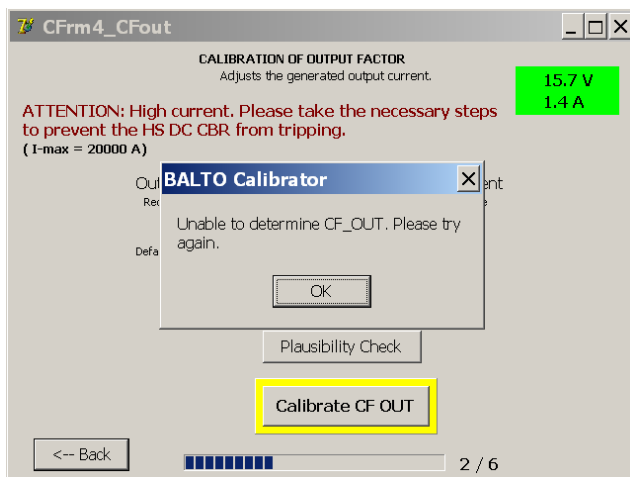 CFrm4_CFout
CALIBRATION OF OUTPUT FACTOR
Adjusts the generated output current.
15.7 V
1.4 A
ATTENTION: High current. Please take the necessary steps
to prevent the HS DC CBR from tripping.
( I-max = 20000 A)
BALTO Calibrator
Unable to determine CF_OUT. Please try
again.
OK
Plausibility Check
Calibrate CF OUT
<-- Back
2 / 6